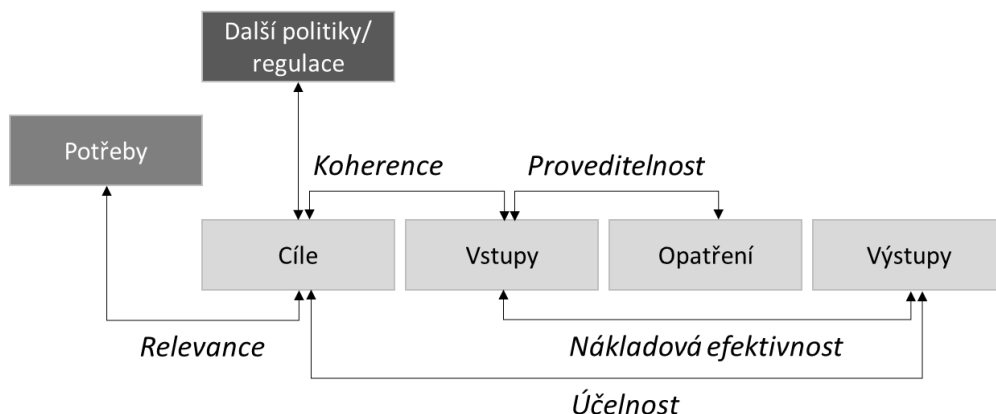 Další politiky/
regulace
Potřeby
Koherence
Proveditelnost
Cíle
Vstupy
Opatření
Výstupy
Relevance
Nákladová efektivnost
Účelnost